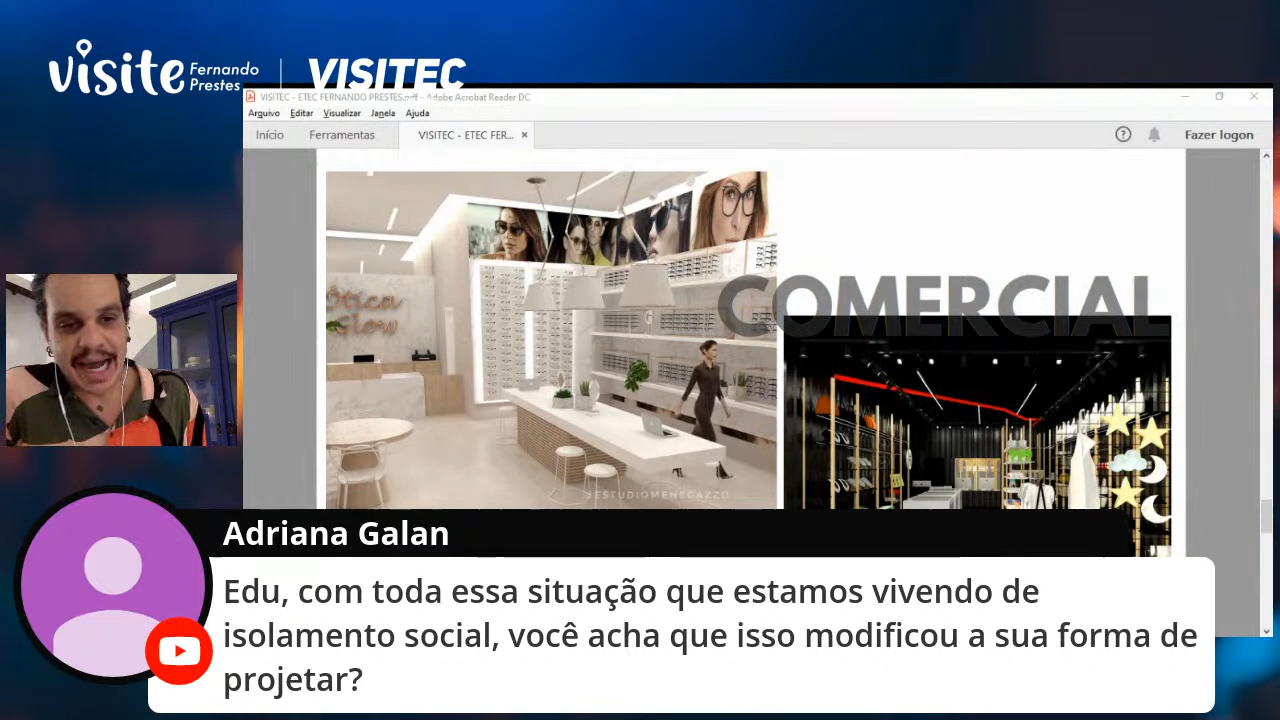 visite Fernando Prestes
VISITEC
VISITEC - ETEC FERNANDO PRESTES.pdf - Adobe Acrobat Reader DC
Arquivo Editar Visualizar Janela Ajuda
Início Ferramentas VISITEC - ETEC FER... × Fazer logon
Ótica
Glow
COMERCIAL
@ESTUDIOMENEGAZZO
Adriana Galan
Edu, com toda essa situação que estamos vivendo de
isolamento social, você acha que isso modificou a sua forma de
projetar?